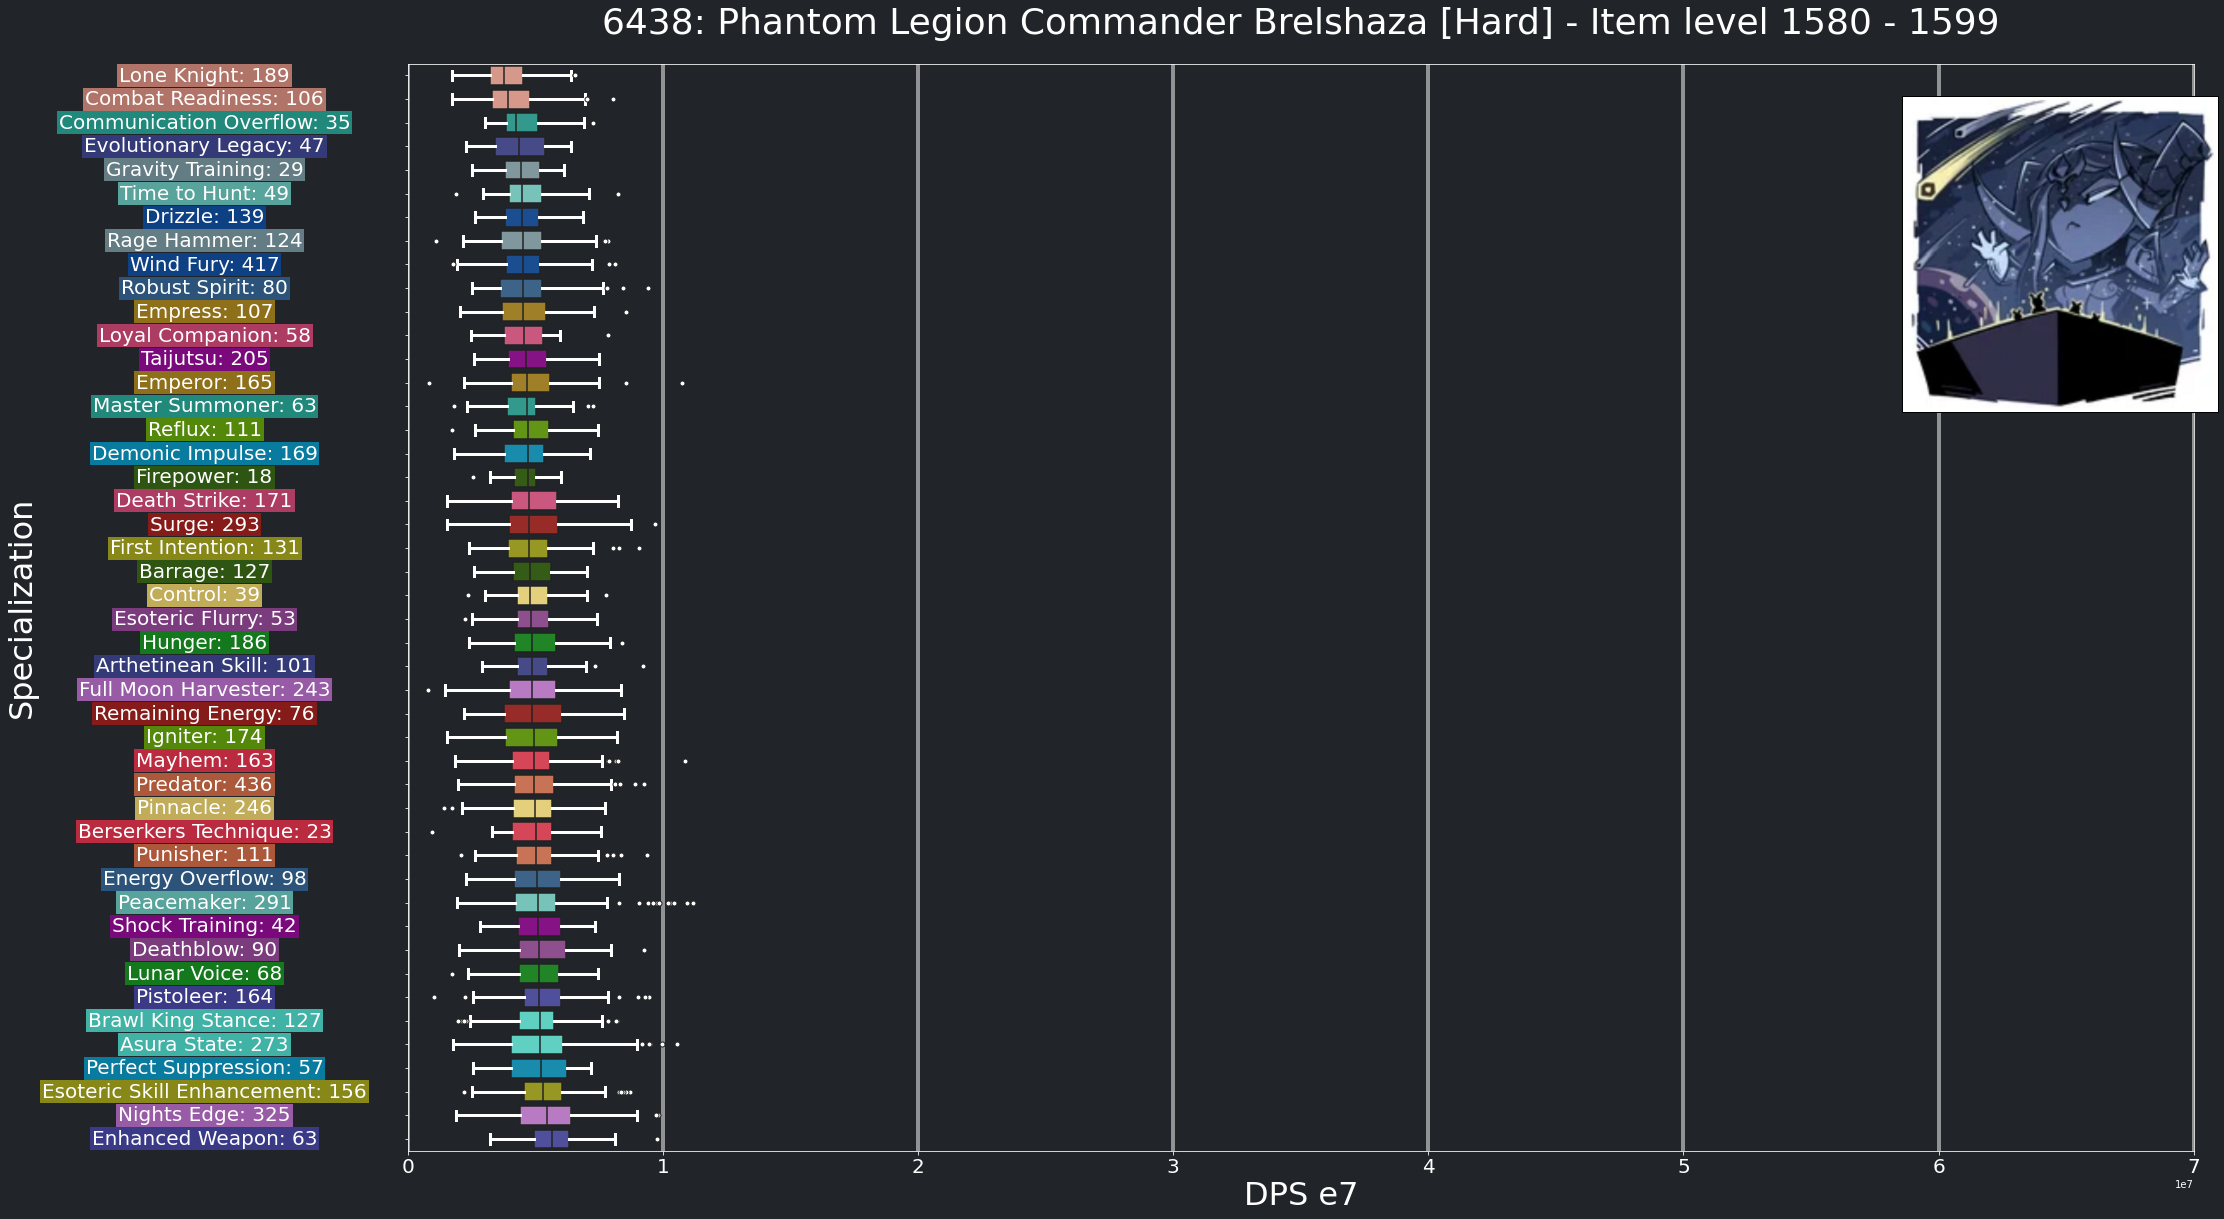 6438: Phantom Legion Commander Brelshaza [Hard] - Item level 1580 - 1599
Lone Knight: 189
Combat Readiness: 106
Communication Overflow: 35
Evolutionary Legacy: 47
Gravity Training: 29
Time to Hunt: 49
Drizzle: 139
Rage Hammer: 124
Wind Fury: 417
Robust Spirit: 80
Empress: 107
Loyal Companion: 58
Taijutsu: 205
Emperor: 165
Master Summoner: 63
Reflux: 111
Demonic Impulse: 169
Firepower: 18
Death Strike: 171
Surge: 293
First Intention: 131
Barrage: 127
Control: 39
Esoteric Flurry: 53
Hunger: 186
Arthetinean Skill: 101
Full Moon Harvester: 243
Remaining Energy: 76
Igniter: 174
Mayhem: 163
Predator: 436
Pinnacle: 246
Berserkers Technique: 23
Punisher: 111
Energy Overflow: 98
Peacemaker: 291
Shock Training: 42
Deathblow: 90
Lunar Voice: 68
Pistoleer: 164
Brawl King Stance: 127
Asura State: 273
Perfect Suppression: 57
Esoteric Skill Enhancement: 156
Nights Edge: 325
Enhanced Weapon: 63
Specialization
0 1 2 3 4 5 6 7
1e7
DPS e7